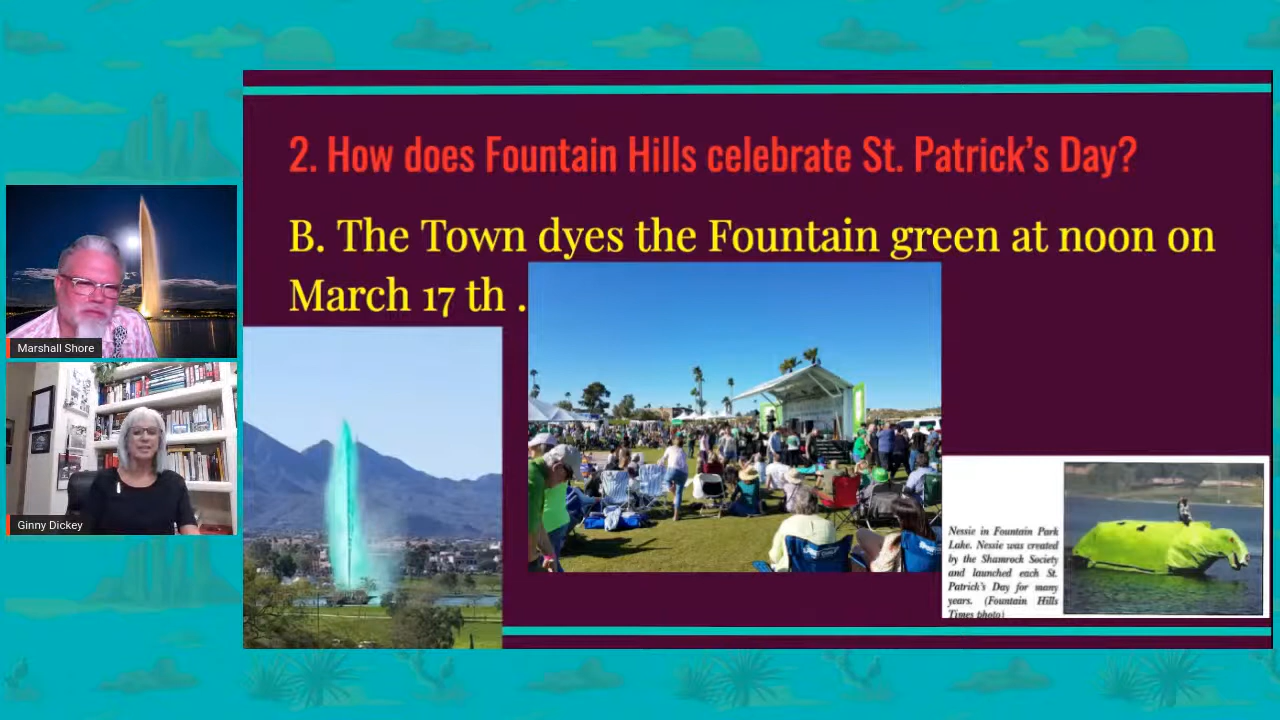 2. How does Fountain Hills celebrate St. Patrick's Day?
B. The Town dyes the Fountain green at noon on
March 17 th .
Marshall Shore
Ginny Dickey
Nessie in Fountain Park
Lake. Nessie was created
by the Shamrock Society
and launched each St.
Patrick's Day for many
years. (Fountain Hills
Times photo)